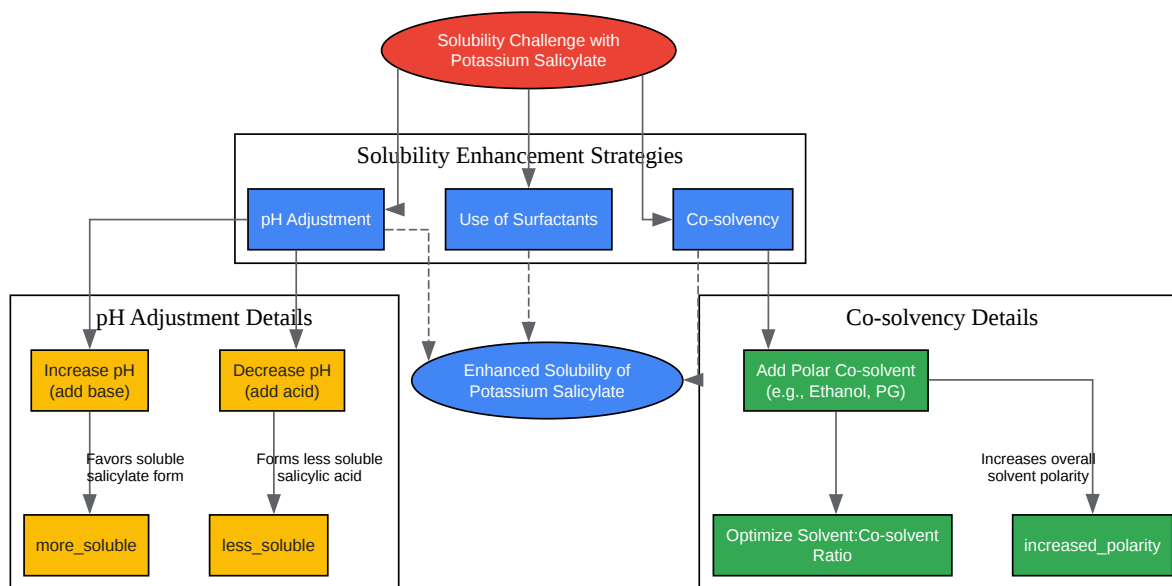 Solubility Challenge with
Potassium Salicylate
Solubility Enhancement Strategies
pH Adjustment
Use of Surfactants
Co-solvency
pH Adjustment Details
Co-solvency Details
Increase pH
(add base)
Decrease pH
(add acid)
Enhanced Solubility of
Potassium Salicylate
Add Polar Co-solvent
(e.g., Ethanol, PG)
Favors soluble
salicylate form
Forms less soluble
salicylic acid
Increases overall
solvent polarity
more_soluble
less_soluble
Optimize Solvent:Co-solvent
Ratio
increased_polarity